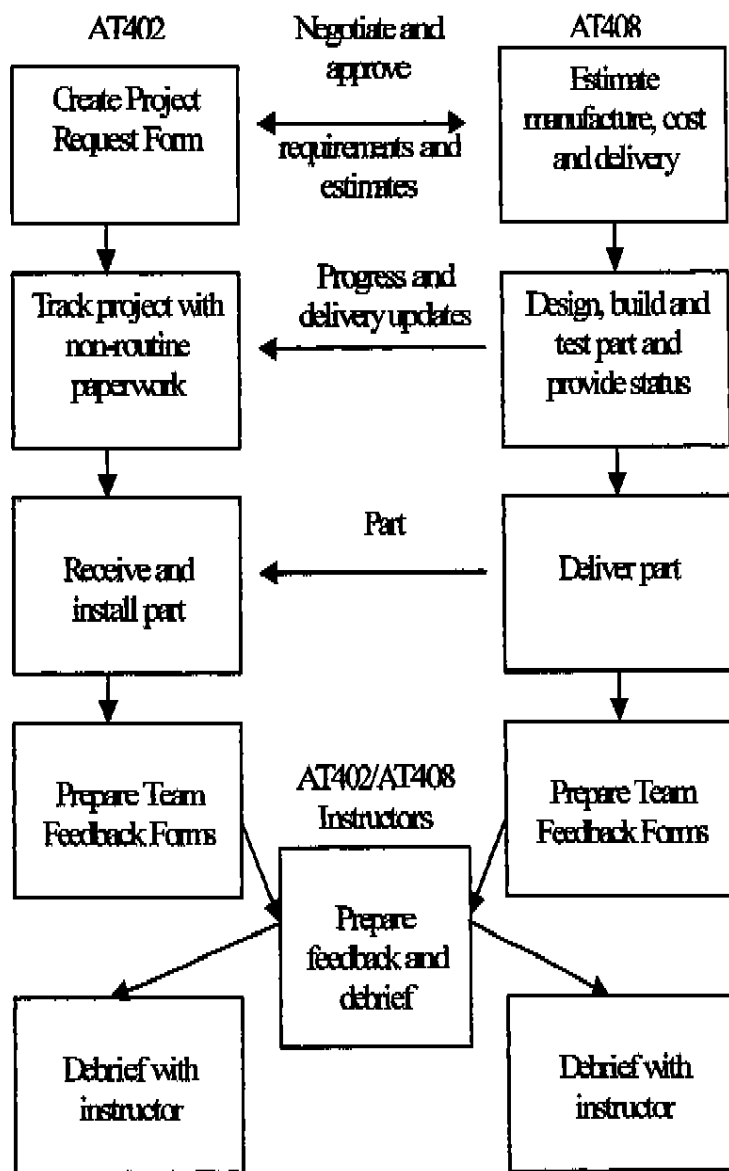 AT402
Negotiate and
approve
AT408
Create Project
Request Form
requirements and
estimates
Estimate
manufacture, cost
and delivery
Track project with
non-routine
paperwork
Progress and
delivery updates
Design, build and
test part and
provide status
Receive and
install part
Part
Deliver part
Prepare Team
Feedback Forms
AT402/AT408
Instructors
Prepare Team
Feedback Forms
Prepare
feedback and
debrief
Debrief with
instructor
Debrief with
instructor